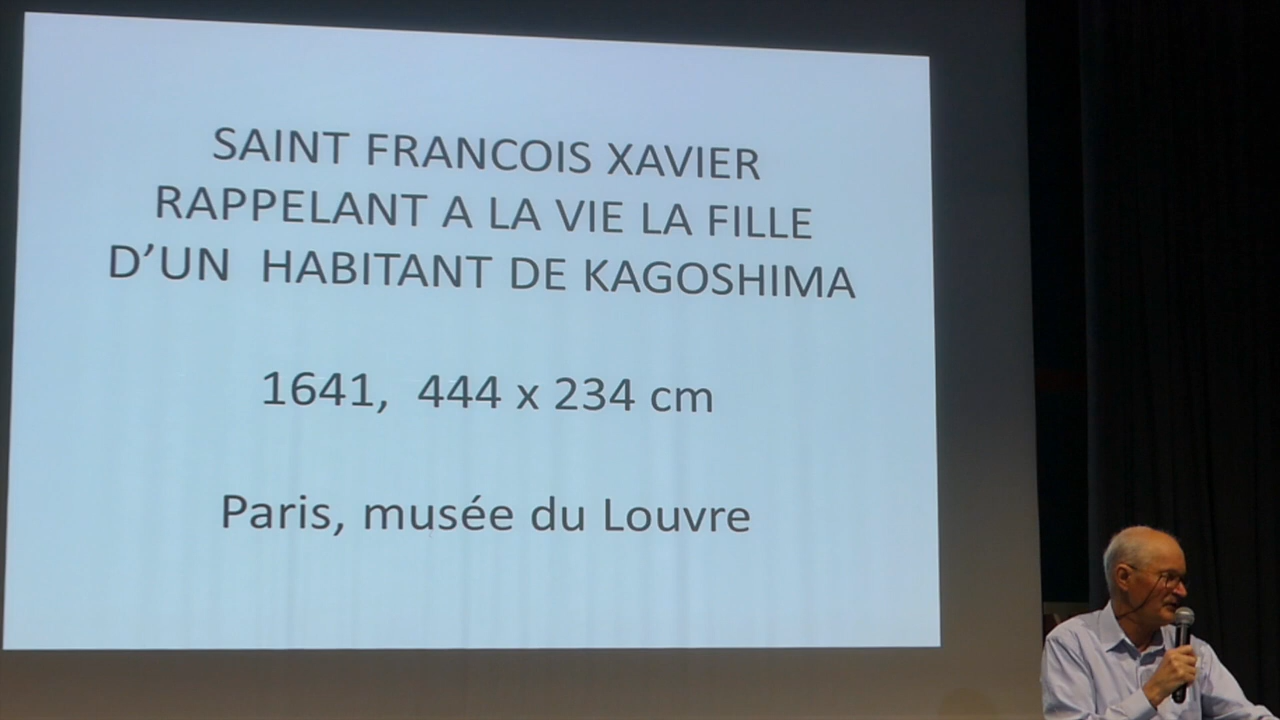 SAINT FRANCOIS XAVIER
RAPPELANT A LA VIE LA FILLE
D’UN HABITANT DE KAGOSHIMA
1641, 444 x 234 cm
Paris, musée du Louvre